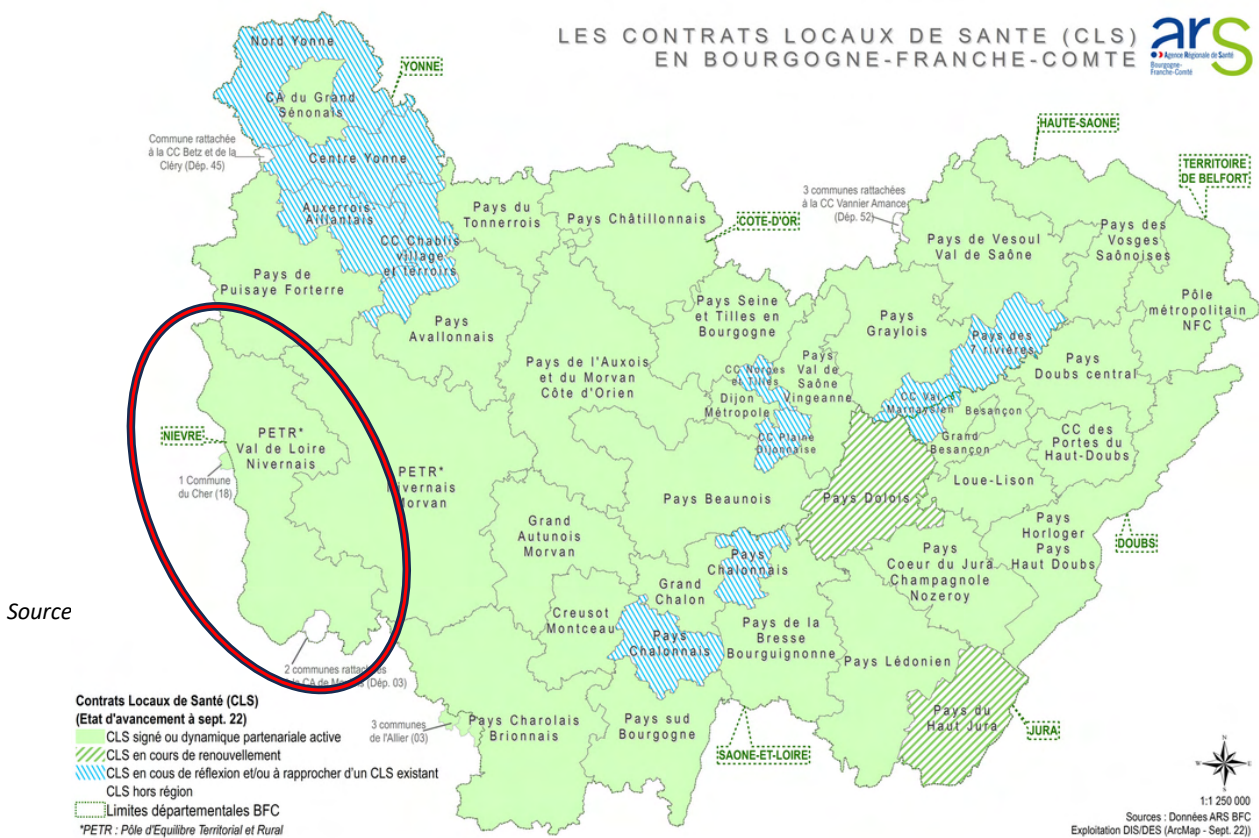 LES CONTRATS LOCAUX DE SANTE (CLS)
EN BOURGOGNE-FRANCHE-COMTE
ars
Agence Régionale de Santé
Bourgogne-
Franche-Comté
Nord Yonne
YONNE
CA du Grand
Sénonais
Commune rattachée
à la CC Betz et de la
Cléry (Dép. 45)
Centre Yonne
Auxerrois-
Aillantais
CC Chablis
village
et terroirs
Pays du
Tonnerrois
Pays Châtillonnais
COTE-D'OR
3 communes rattachées
à la CC Vannier Amance
(Dép. 52)
HAUTE-SAONE
TERRITOIRE
DE BELFORT
Pays de Vesoul
Val de Saône
Pays des
Vosges
Saônoises
Pôle
métropolitain
NFC
Pays de
Puisaye Forterre
Pays
Avallonnais
Pays Seine
et Tilles en
Bourgogne
Pays
Graylois
Pays des
7 rivières
Pays
Doubs central
Pays de l'Auxois
et du Morvan
Côte d'Orien
CC Norges
et Tilles
Pays
Val de
Saône
Vingeanne
Dijon
Métropole
CC Plaine
Dijonnaise
CC Val
Marnaysien
Besançon
Grand
Besançon
CC des
Portes du
Haut-Doubs
NIEVRE
PETR*
Val de Loire
Nivernais
1 Commune
du Cher (18)
PETR*
Nivernais
Morvan
Pays Beaunois
Pays Dolois
Loue-Lison
Grand
Autunois
Morvan
Pays
Horloger
Pays
Haut Doubs
DOUBS
Pays
Chalonnais
Grand
Chalon
Pays
Coeur du Jura
Champagnole
Nozeroy
Source
Creusot
Montceau
Pays
Chalonnais
Pays de la
Bresse
Bourguignonne
Pays Lédonien
2 communes rattachées
CA de (Dép. 03)
3 communes
de l'Allier (03)
Pays Charolais
Brionnais
Pays sud
Bourgogne
SAONE-ET-LOIRE
Pays du
Haut Jura
JURA
Contrats Locaux de Santé (CLS)
(Etat d'avancement à sept. 22)
CLS signé ou dynamique partenariale active
CLS en cours de renouvellement
CLS en cous de réflexion et/ou à rapprocher d'un CLS existant
CLS hors région
Limites départementales BFC
*PETR : Pôle d'Equilibre Territorial et Rural
N
W
E
S
1:1 250 000
Sources : Données ARS BFC
Exploitation DIS/DES (ArcMap - Sept. 22))